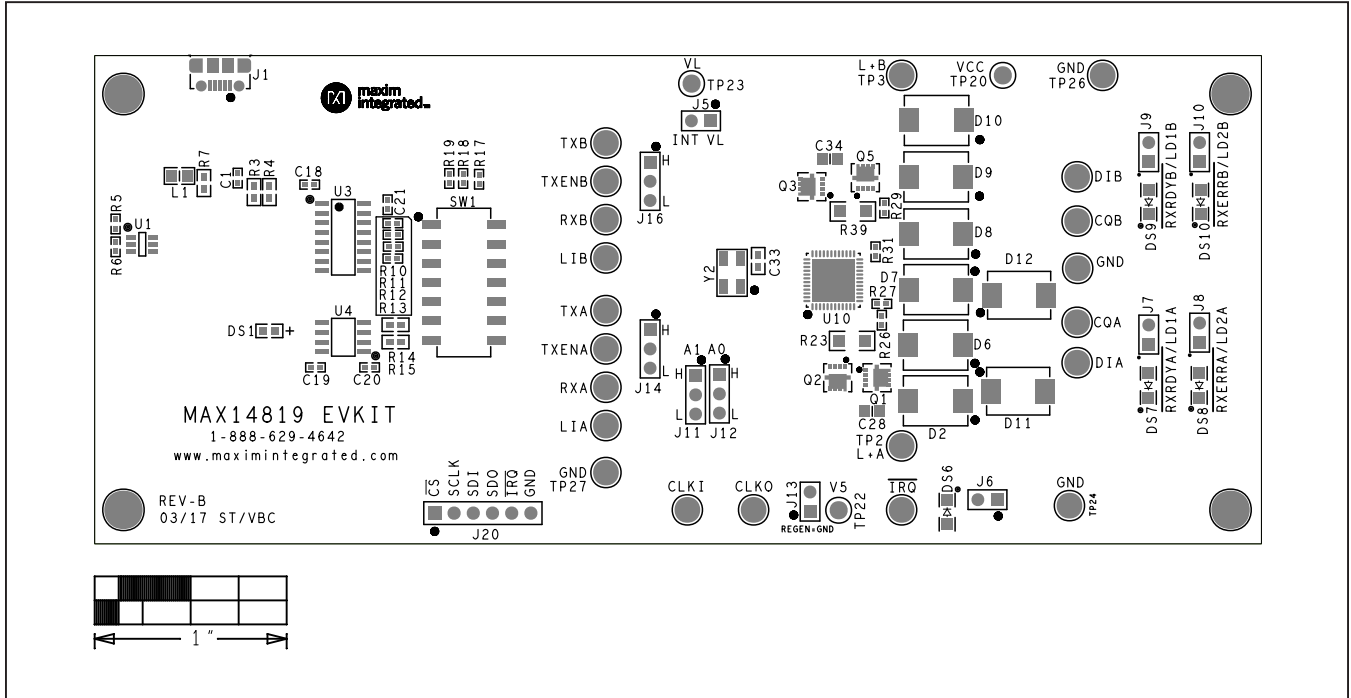 J1
maxim
integrated™
VL
TP23
J5
INT VL
L+B
TP3
VCC
TP20
GND
TP26
D10
J9
J10
RXRDYB/LD1B
RXERRB/LD2B
DS9
DS10
TXB
TXENB
RXB
LIB
H
L
J16
C34
Q5
Q3
R39
R29
D9
D8
DIB
CQB
GND
L1
R7
C1
R3
R4
C18
R19
R18
R17
U3
C21
SW1
R5
U1
R6
R10
R11
R12
R13
Y2
C33
R31
D7
R27
U10
R26
R23
D12
D6
CQA
DIA
J7
J8
RXRDYA/LD1A
RXERRA/LD2A
DS7
DS8
DS1
+
U4
R14
R15
C19
C20
TXA
TXENA
RXA
LIA
H
L
J14
A1
A0
H
H
L
L
J11
J12
Q2
Q1
C28
D2
D11
TP2
L+A
MAX14819 EVKIT
1-888-629-4642
www.maximintegrated.com
GND
TP27
REV-B
03/17 ST/VBC
CS
SCLK
SDI
SDO
IRQ
GND
J20
CLKI
CLKO
J13
V5
TP22
REGEN=GND
IRQ
DS6
J6
GND
TP24
1"